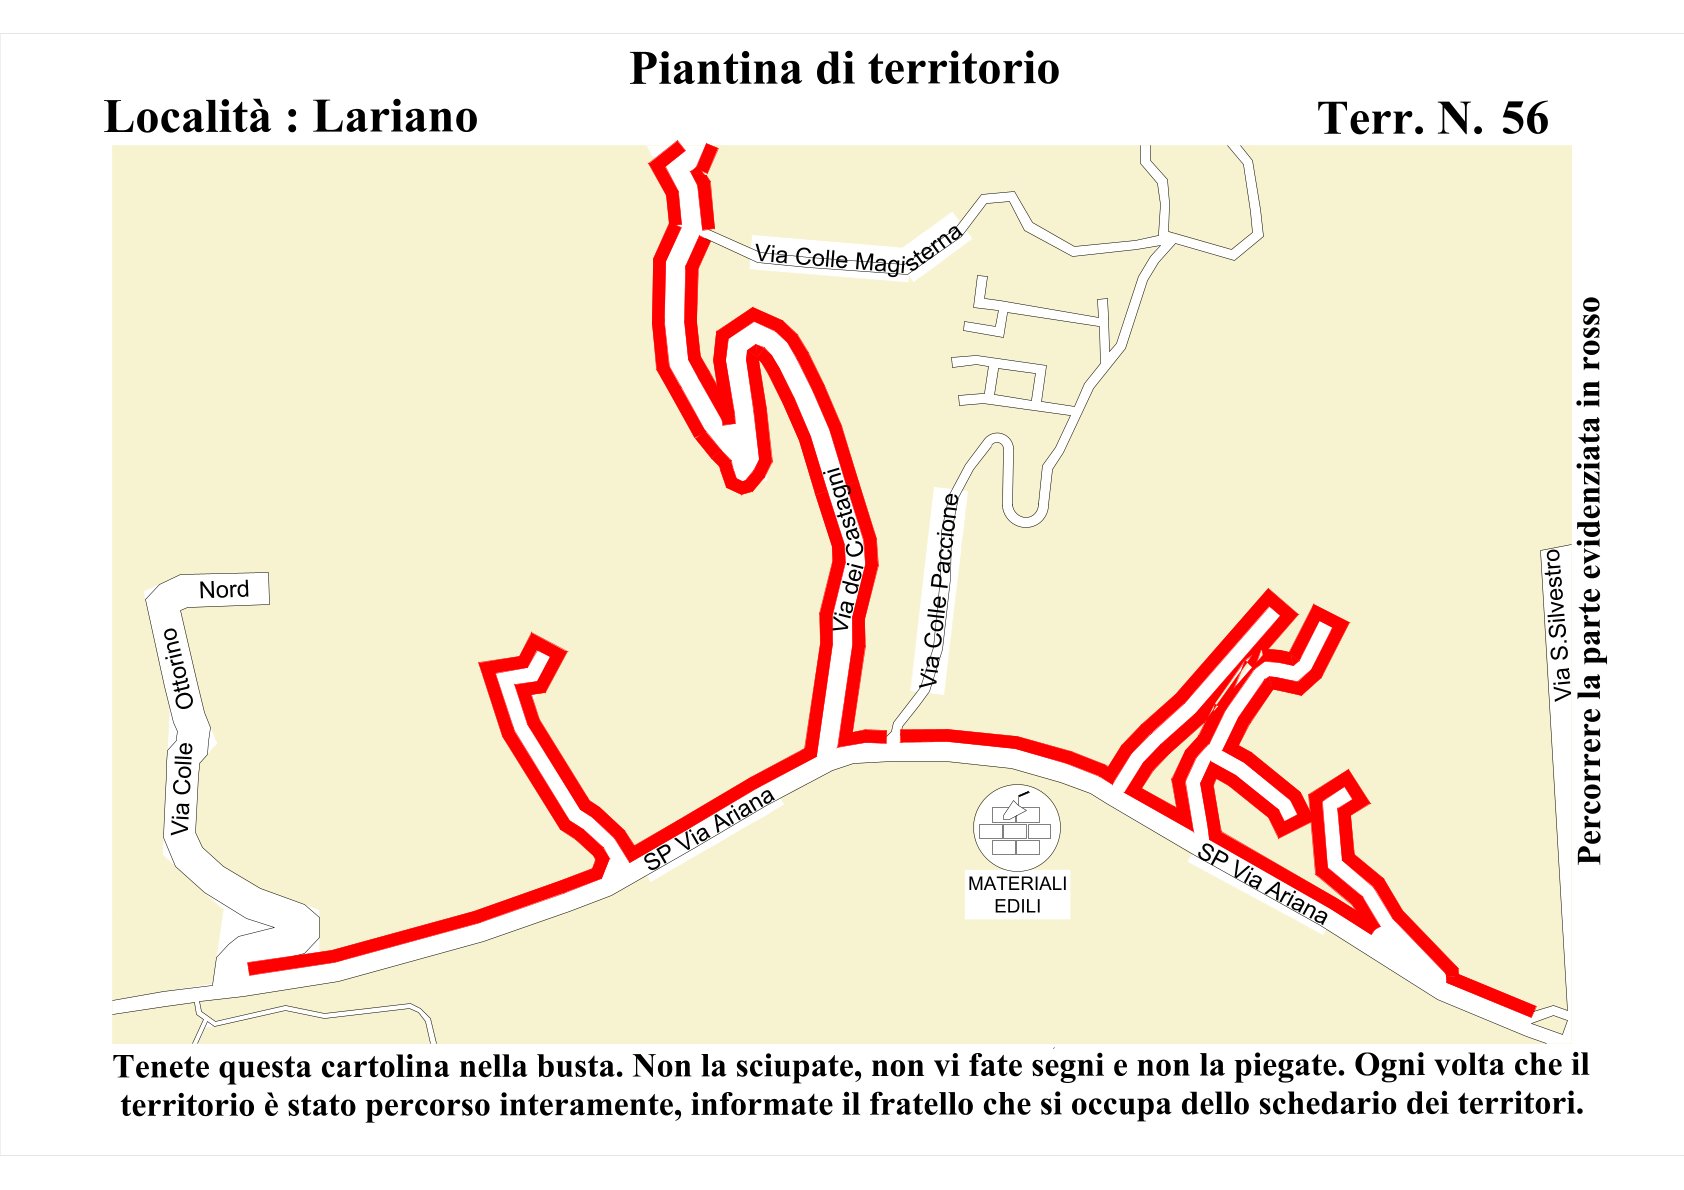 Piantina di territorio
Località : Lariano
Terr. N. 56
Via Colle Magisterna
Via dei Castagni
Via Colle Paccione
Nord
Via Colle Ottorino
SP Via Ariana
MATERIALI
EDILI
SP Via Ariana
Via S.Silvestro
Percorrere la parte evidenziata in rosso
Tenete questa cartolina nella busta. Non la sciupate, non vi fate segni e non la piegate. Ogni volta che il
territorio è stato percorso interamente, informate il fratello che si occupa dello schedario dei territori.